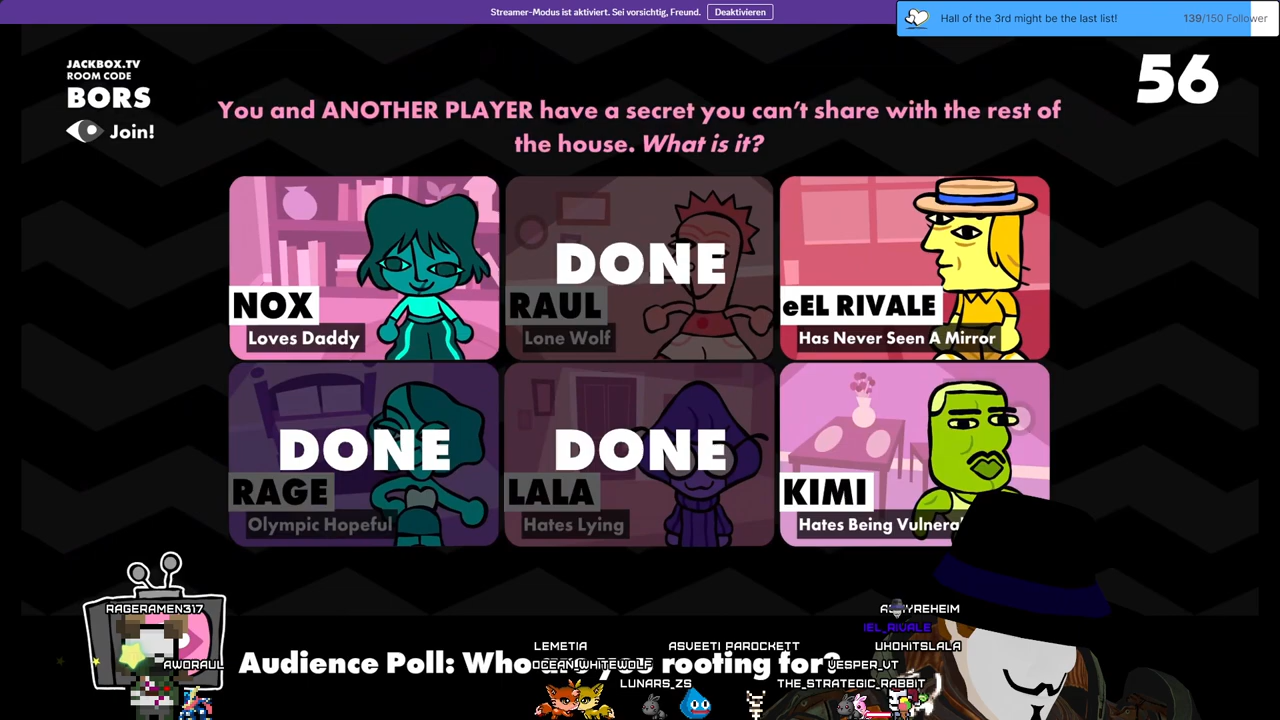 Streamer-Modus ist aktiviert. Sei vorsichtig, Freund. Deaktivieren
Hall of the 3rd might be the last list! 139/150 Follower
JACKBOX.TV
ROOM CODE
BORS
Join!
56
You and ANOTHER PLAYER have a secret you can't share with the rest of
the house. What is it?
NOX
Loves Daddy
DONE
RAUL
Lone Wolf
eEL RIVALE
Has Never Seen A Mirror
DONE
RAGE
Olympic Hopeful
DONE
LALA
Hates Lying
KIMI
Hates Being
RAGERAMEN317
AWORAUL
Audience Poll: Who rooting for?
LEMETIA
OCEAN_WHITEWOLF
LUNARS_ZS
ASVETI PAROCKETT
VESPER_VT
THE_STRATEGIC_RABBIT
IEL_RIVALE
UHOHITSLALA